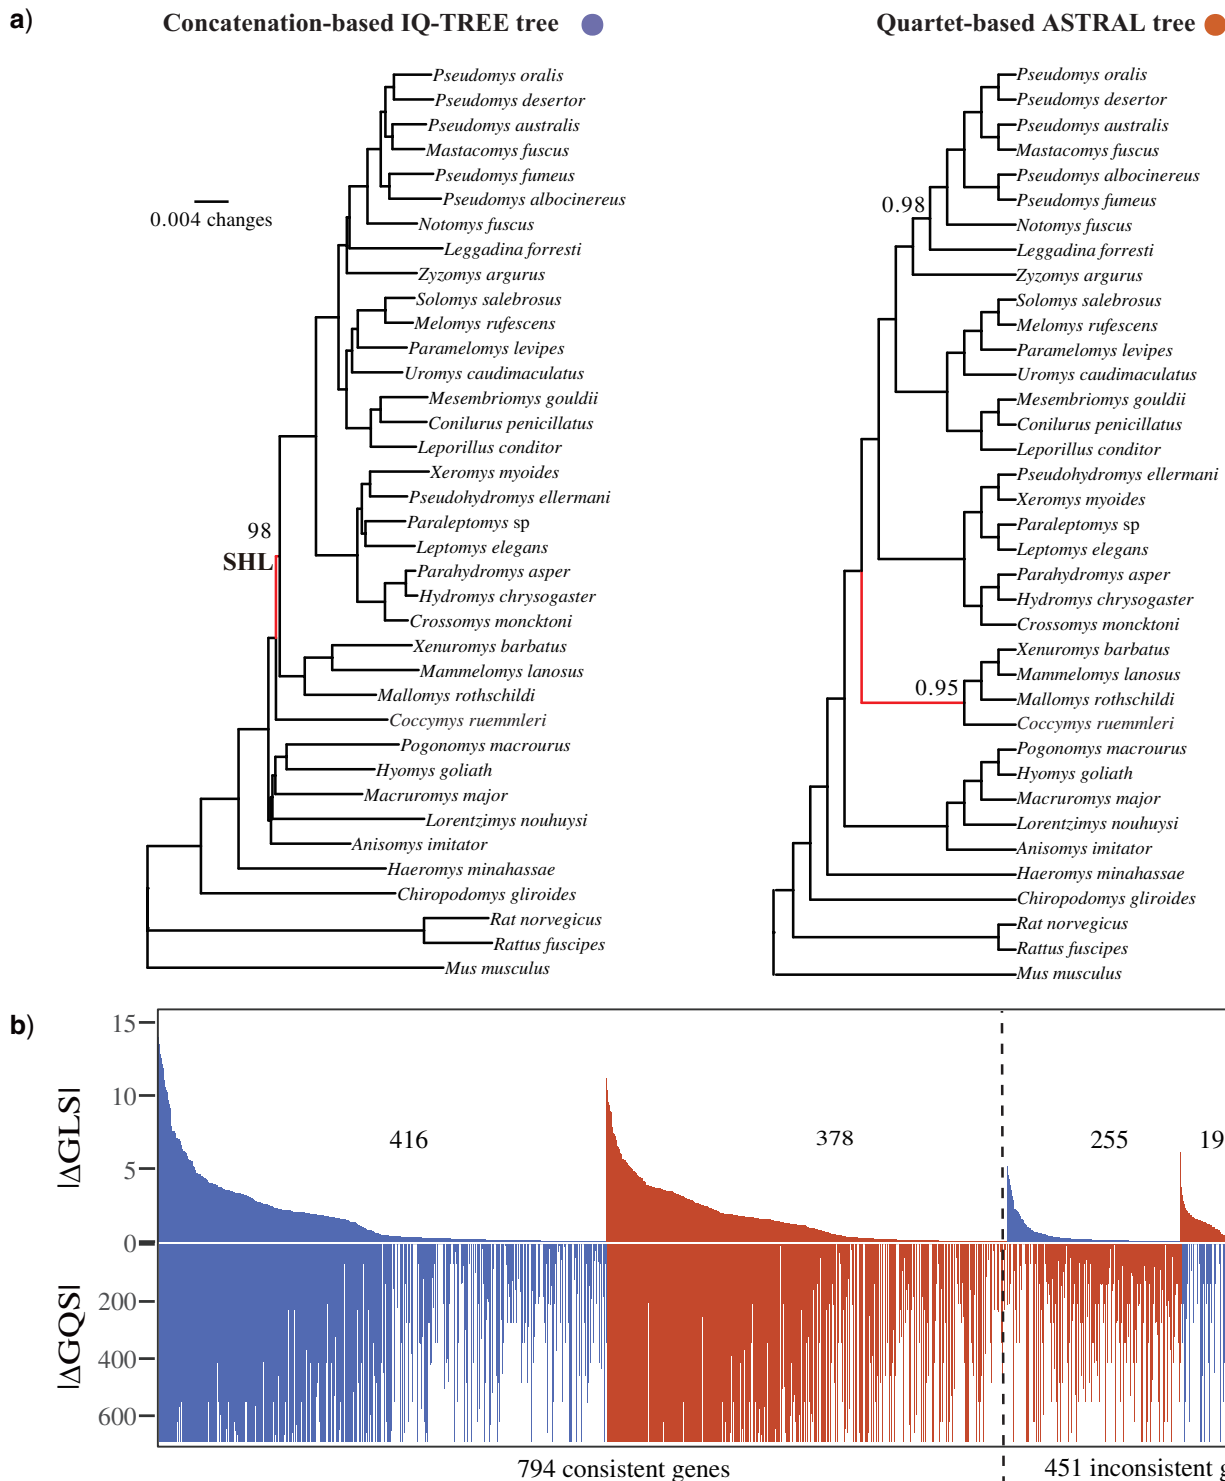 a)
Concatenation-based IQ-TREE tree
Quartet-based ASTRAL tree
0.004 changes
98
SHL
Pseudomys oralis
Pseudomys desertor
Pseudomys australis
Mastacomys fuscus
Pseudomys fumeus
Pseudomys albocinereus
Notomys fuscus
Leggadina forresti
Zyzomys argurus
Solomys salebrosus
Melomys rufescens
Paramelomys levipes
Uromys caudimaculatus
Mesembriomys gouldii
Conilurus penicillatus
Leporillus conditor
Xeromys myoides
Pseudohydromys ellermani
Paraleptomys sp
Leptomys elegans
Parahydromys asper
Hydromys chrysogaster
Crossomys moncktoni
Xenuromys barbatus
Mammelomys lanosus
Mallomys rothschildi
Coccymys ruemmleri
Pogonomys macrourus
Hyomys goliath
Macruromys major
Lorentzimys nouhuysi
Anisomys imitator
Haeromys minahassae
Chiropodomys gliroides
Rat norvegicus
Rattus fuscipes
Mus musculus
0.98
0.95
Pseudomys oralis
Pseudomys desertor
Pseudomys australis
Mastacomys fuscus
Pseudomys albocinereus
Pseudomys fumeus
Notomys fuscus
Leggadina forresti
Zyzomys argurus
Solomys salebrosus
Melomys rufescens
Paramelomys levipes
Uromys caudimaculatus
Mesembriomys gouldii
Conilurus penicillatus
Leporillus conditor
Pseudohydromys ellermani
Xeromys myoides
Paraleptomys sp
Leptomys elegans
Parahydromys asper
Hydromys chrysogaster
Crossomys moncktoni
Xenuromys barbatus
Mammelomys lanosus
Mallomys rothschildi
Coccymys ruemmleri
Pogonomys macrourus
Hyomys goliath
Macruromys major
Lorentzimys nouhuysi
Anisomys imitator
Haeromys minahassae
Chiropodomys gliroides
Rat norvegicus
Rattus fuscipes
Mus musculus
b)
|ΔGLS|
15
10
5
0
416
378
255
19
|ΔGQS|
200
400
600
794 consistent genes
451 inconsistent g